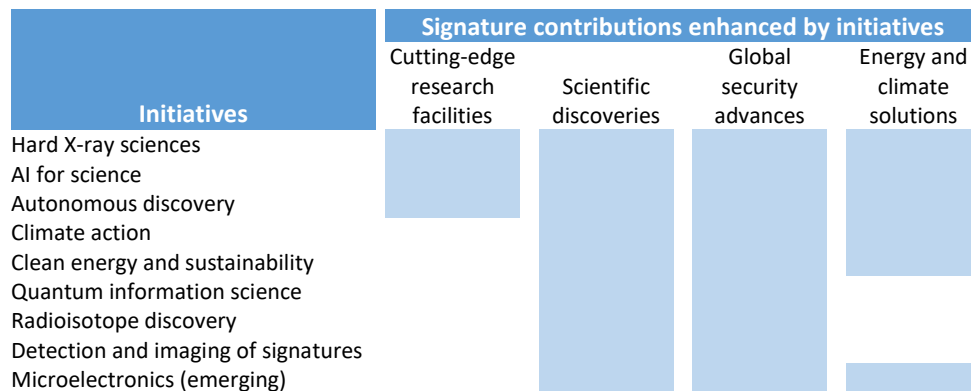 Signature contributions enhanced by initiatives
Initiatives
Cutting-edge
research
facilities
Scientific
discoveries
Global
security
advances
Energy and
climate
solutions
Hard X-ray sciences
AI for science
Autonomous discovery
Climate action
Clean energy and sustainability
Quantum information science
Radioisotope discovery
Detection and imaging of signatures
Microelectronics (emerging)